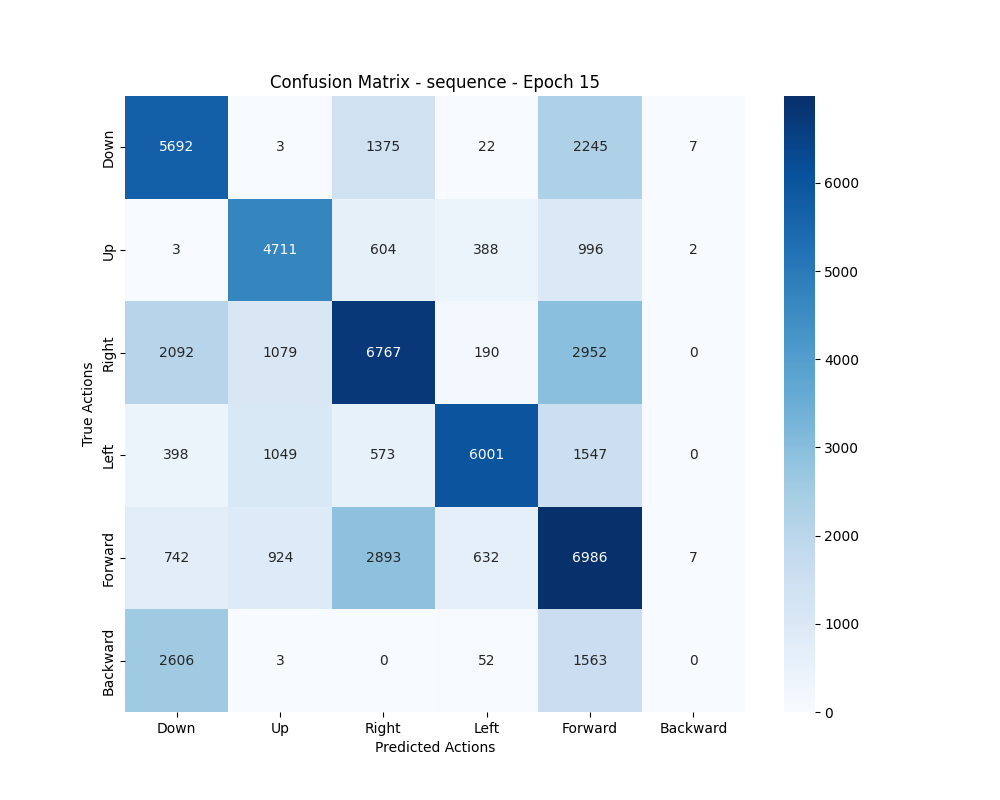 Confusion Matrix - sequence - Epoch 15
True Actions
Down 5692 3 1375 22 2245 7
Up 3 4711 604 388 996 2
Right 2092 1079 6767 190 2952 0
Left 398 1049 573 6001 1547 0
Forward 742 924 2893 632 6986 7
Backward 2606 3 0 52 1563 0
Down Up Right Left Forward Backward
Predicted Actions
6000
5000
4000
3000
2000
1000
0